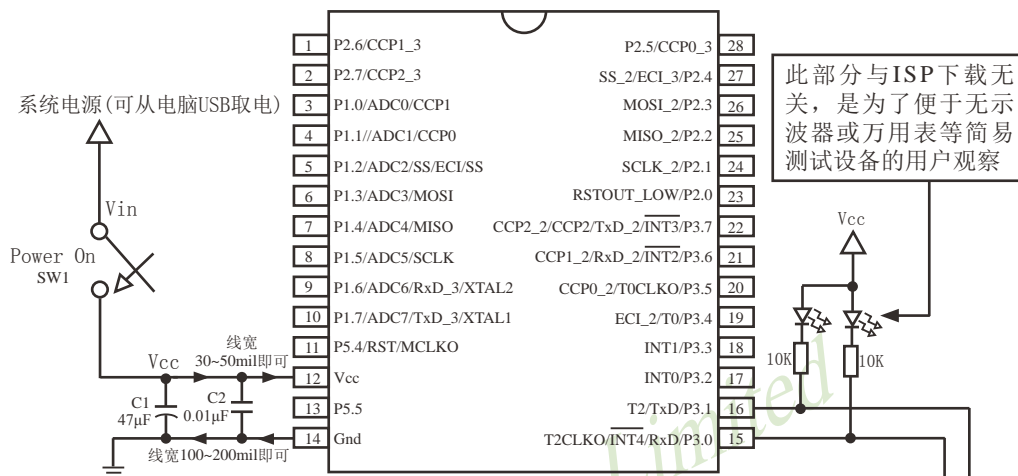 系统电源(可从电脑USB取电)
Vin
Power On
SW1
Vcc
线宽
30~50mil即可
C1
47μF
C2
0.01μF
线宽100~200mil即可
1 P2.6/CCP1_3
2 P2.7/CCP2_3
3 P1.0/ADC0/CCP1
4 P1.1//ADC1/CCP0
5 P1.2/ADC2/SS/ECI/SS
6 P1.3/ADC3/MOSI
7 P1.4/ADC4/MISO
8 P1.5/ADC5/SCLK
9 P1.6/ADC6/RxD_3/XTAL2
10 P1.7/ADC7/TxD_3/XTAL1
11 P5.4/RST/MCLKO
12 Vcc
13 P5.5
14 Gnd
P2.5/CCP0_3 28
SS_2/ECI_3/P2.4 27
MOSI_2/P2.3 26
MISO_2/P2.2 25
SCLK_2/P2.1 24
RSTOUT_LOW/P2.0 23
CCP2_2/CCP2/TxD_2/INT3/P3.7 22
CCP1_2/RxD_2/INT2/P3.6 21
CCP0_2/T0CLKO/P3.5 20
ECI_2/T0/P3.4 19
INT1/P3.3 18
INT0/P3.2 17
T2/TxD/P3.1 16
T2CLKO/INT4/RxD/P3.0 15
此部分与ISP下载无
关，是为了便于无示
波器或万用表等简易
测试设备的用户观察
Vcc
10K
10K
Limited